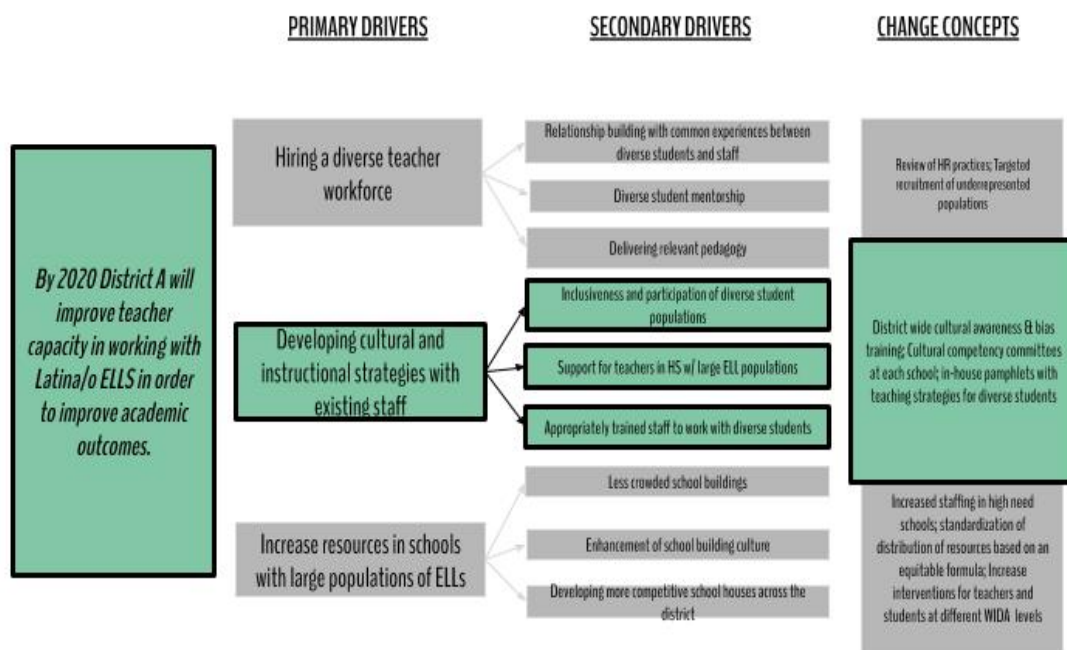 PRIMARY DRIVERS
SECONDARY DRIVERS
CHANGE CONCEPTS
By 2020 District A will
improve teacher
capacity in working with
Latina/o ELLS in order
to improve academic
outcomes.
Hiring a diverse teacher
workforce
Relationship building with common experiences between
diverse students and staff
Diverse student mentorship
Delivering relevant pedagogy
Review of HR practices; Targeted
recruitment of underrepresented
populations
Developing cultural and
instructional strategies with
existing staff
Inclusiveness and participation of diverse student
populations
Support for teachers in HS w/ large ELL populations
Appropriately trained staff to work with diverse students
District wide cultural awareness & bias
training; Cultural competency committees
at each school; in-house pamphlets with
teaching strategies for diverse students
Increase resources in schools
with large populations of ELLs
Less crowded school buildings
Enhancement of school building culture
Developing more competitive school houses across the
district
Increased staffing in high need
schools; standardization of
distribution of resources based on an
equitable formula; Increase
interventions for teachers and
students at different WIDA levels